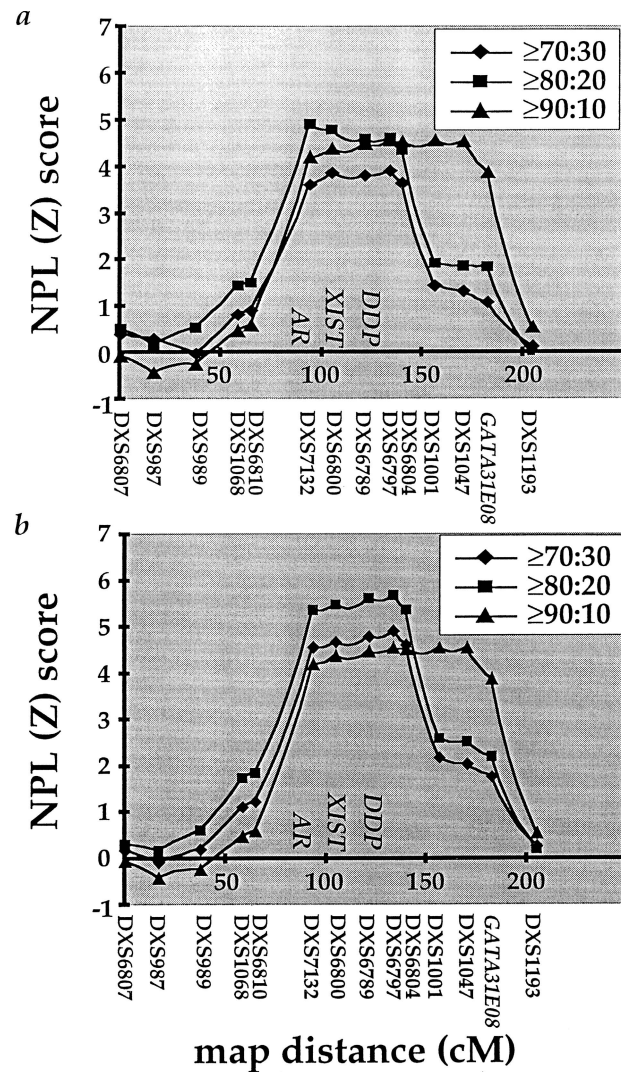 a
NPL (Z) score
7
6
5
4
3
2
1
0
-1
≥70:30
≥80:20
≥90:10
AR
XIST
DDP
50
100
150
200
DXS6807
DXS987
DXS989
DXS1068
DXS6810
DXS7132
DXS6800
DXS6789
DXS6797
DXS6804
DXS1001
DXS1047
GATA31E08
DXS1193
b
NPL (Z) score
7
6
5
4
3
2
1
0
-1
≥70:30
≥80:20
≥90:10
AR
XIST
DDP
50
100
150
200
DXS6807
DXS987
DXS989
DXS1068
DXS6810
DXS7132
DXS6800
DXS6789
DXS6797
DXS6804
DXS1001
DXS1047
GATA31E08
DXS1193
map distance (cM)